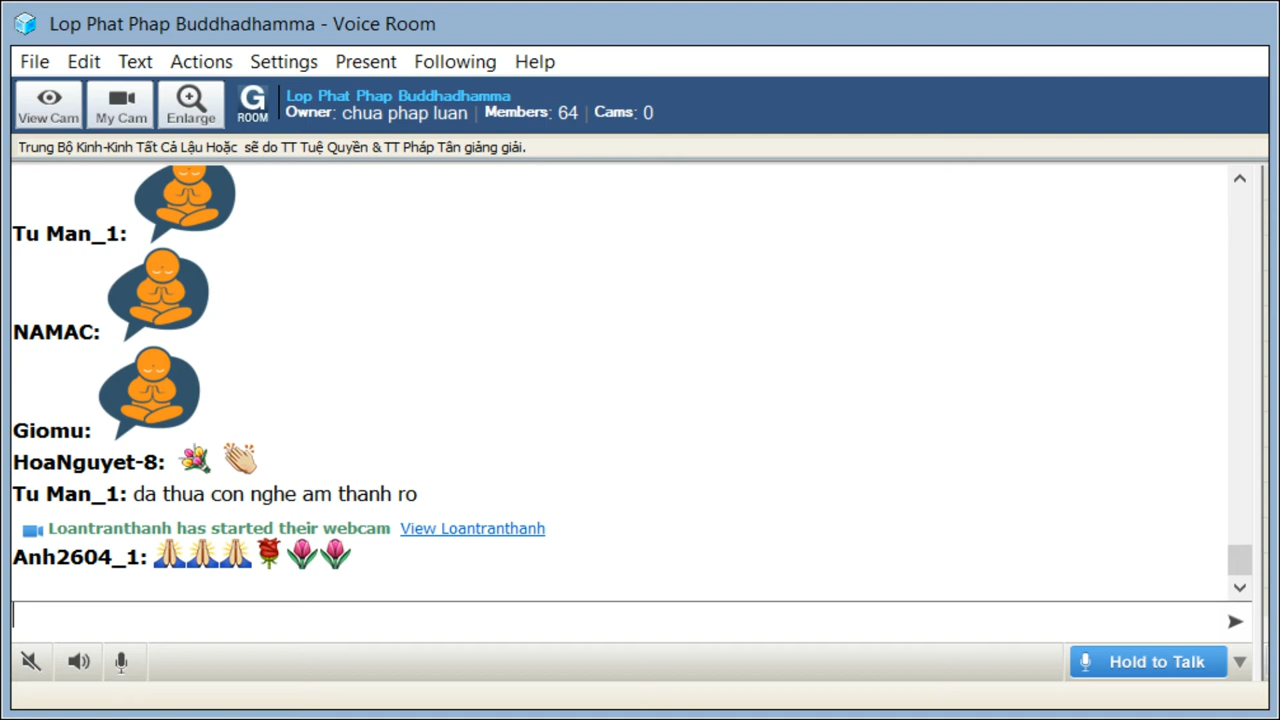 Lop Phat Phap Buddhadhamma - Voice Room
File Edit Text Actions Settings Present Following Help
View Cam My Cam Enlarge G ROOM Lop Phat Phap Buddhadhamma
Owner: chua phap luan | Members: 64 | Cams: 0
Trung Bộ Kinh-Kinh Tất Cả Lậu Hoặc sẽ do TT Tuệ Quyền & TT Pháp Tân giảng giải.
Tu Man_1:
NAMAC:
Giomu:
HoaNguyet-8:
Tu Man_1: da thua con nghe am thanh ro
Loantranthanh has started their webcam View Loantranthanh
Anh2604_1:
Hold to Talk